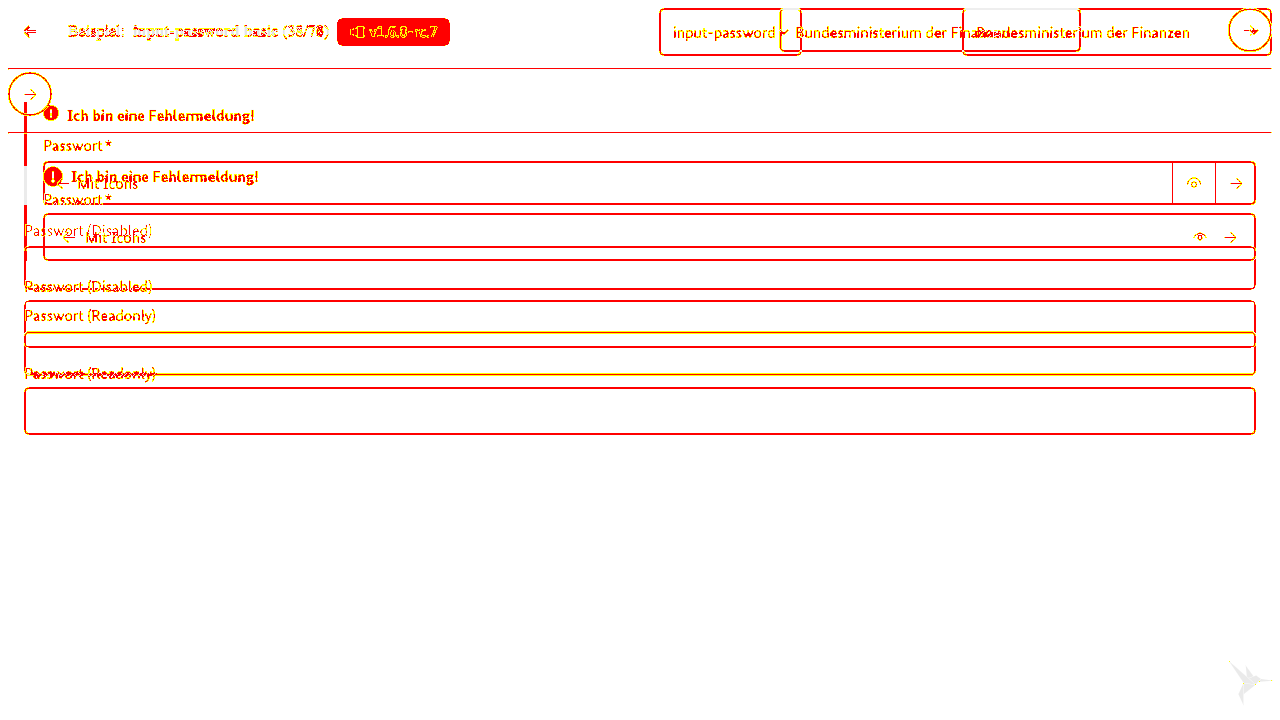 Beispiel: input-password basic (36/76) v1.6.0-rc.7 input-password Bundesministerium der Finanzen Bundesministerium der Finanzen
Ich bin eine Fehlermeldung!
Passwort *
Ich bin eine Fehlermeldung!
Mit Icons
Passwort *
Passwort (Disabled)
Mit Icons
Passwort (Disabled)
Passwort (Readonly)
Passwort (Readonly)